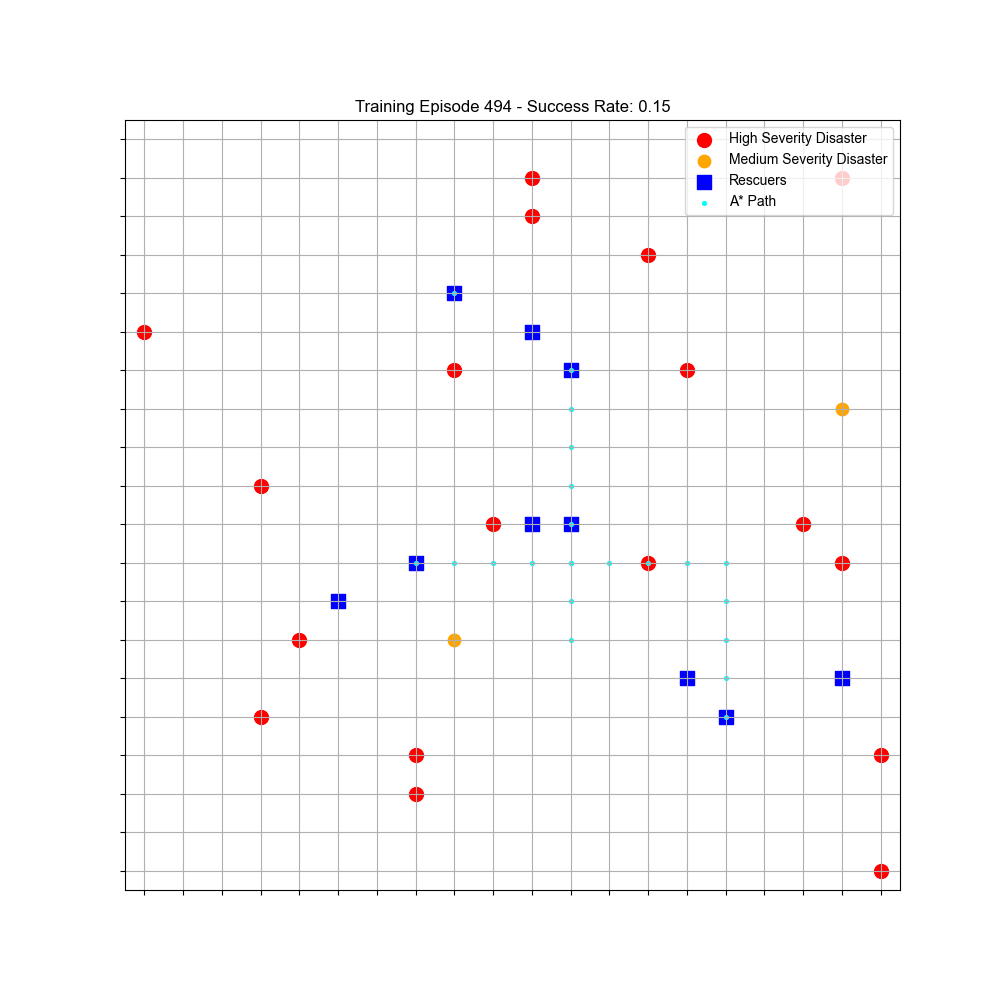 Training Episode 494 - Success Rate: 0.15
High Severity Disaster
Medium Severity Disaster
Rescuers
A* Path